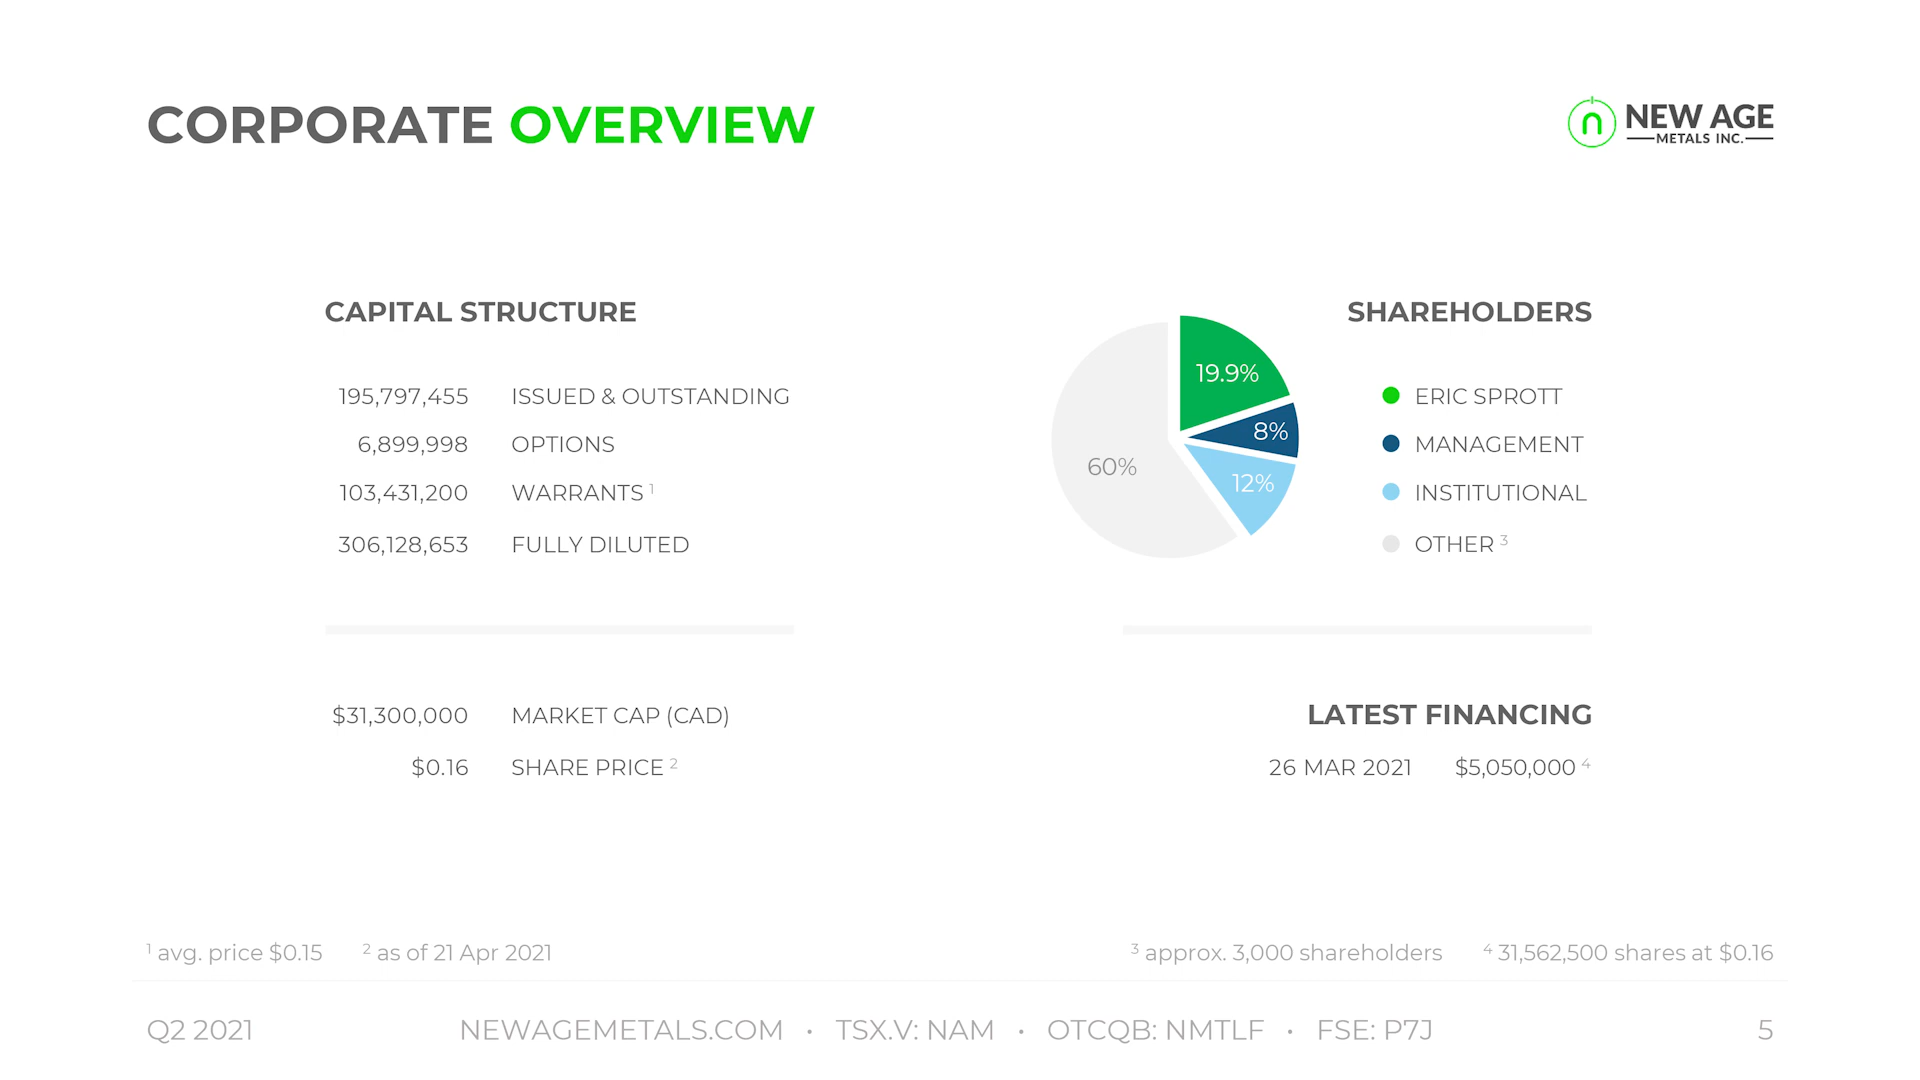 CORPORATE OVERVIEW
NEW AGE
METALS INC.
CAPITAL STRUCTURE
195,797,455 ISSUED & OUTSTANDING
6,899,998 OPTIONS
103,431,200 WARRANTS ¹
306,128,653 FULLY DILUTED
$31,300,000 MARKET CAP (CAD)
$0.16 SHARE PRICE ²
19.9%
8%
12%
60%
SHAREHOLDERS
ERIC SPROTT
MANAGEMENT
INSTITUTIONAL
OTHER ³
LATEST FINANCING
26 MAR 2021 $5,050,000 ⁴
¹ avg. price $0.15 ² as of 21 Apr 2021 ³ approx. 3,000 shareholders ⁴ 31,562,500 shares at $0.16
Q2 2021 NEWAGEMETALS.COM • TSX.V: NAM • OTCQB: NMTLF • FSE: P7J 5